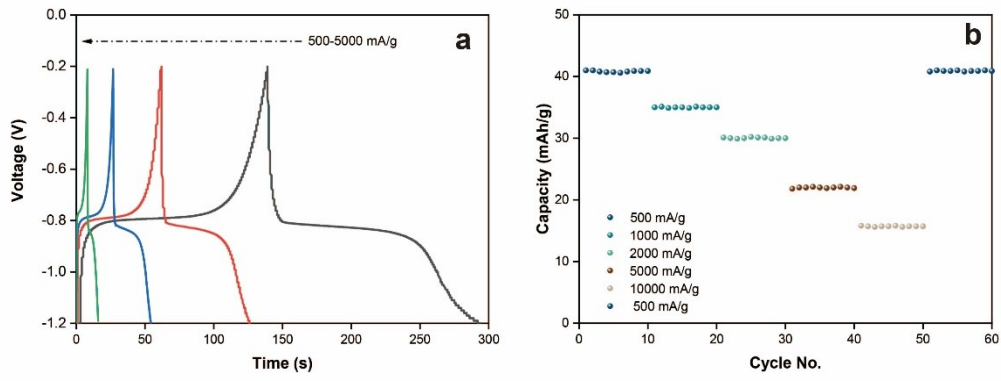 a
500-5000 mA/g
0.0
-0.2
-0.4
-0.6
-0.8
-1.0
-1.2
Voltage (V)
0 50 100 150 200 250 300
Time (s)
b
50
40
30
20
10
0
Capacity (mAh/g)
500 mA/g
1000 mA/g
2000 mA/g
5000 mA/g
10000 mA/g
500 mA/g
0 10 20 30 40 50 60
Cycle No.